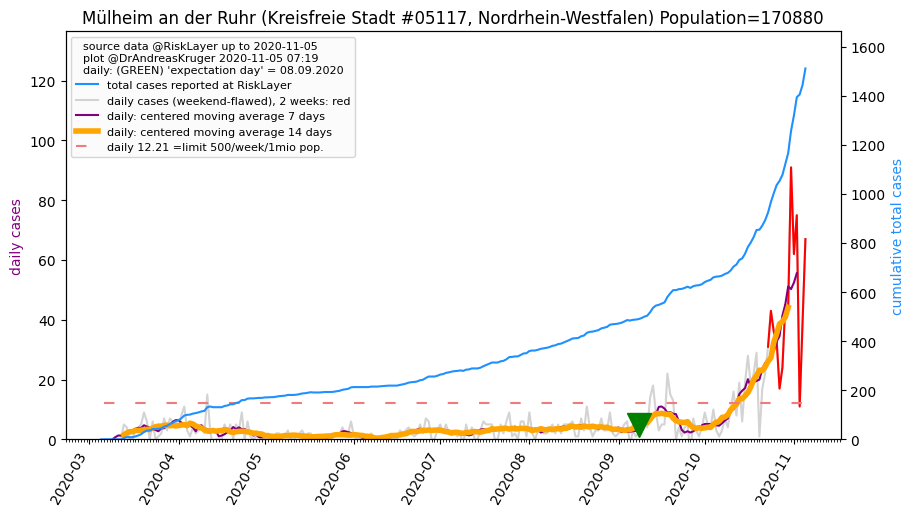 Mülheim an der Ruhr (Kreisfreie Stadt #05117, Nordrhein-Westfalen) Population=170880
source data @RiskLayer up to 2020-11-05
plot @DrAndreasKruger 2020-11-05 07:19
daily: (GREEN) 'expectation day' = 08.09.2020
total cases reported at RiskLayer
daily cases (weekend-flawed), 2 weeks: red
daily: centered moving average 7 days
daily: centered moving average 14 days
daily 12.21 =limit 500/week/1mio pop.
daily cases
120
100
80
60
40
20
0
cumulative total cases
1600
1400
1200
1000
800
600
400
200
0
2020-03
2020-04
2020-05
2020-06
2020-07
2020-08
2020-09
2020-10
2020-11